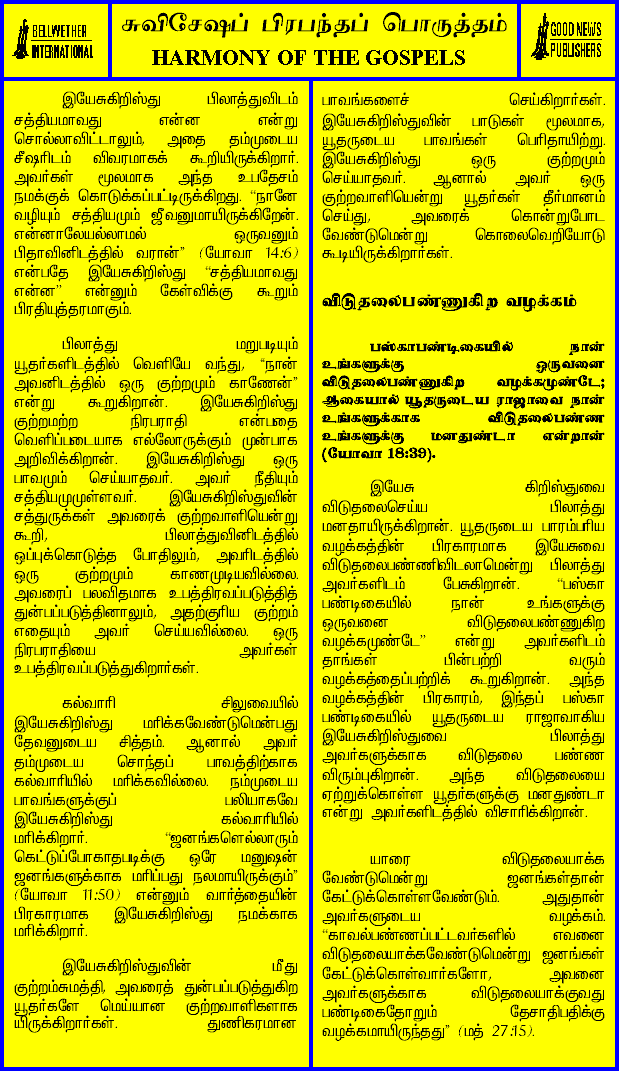 BELLWETHER
INTERNATIONAL
சுவிசேஷப் பிரபந்தப் பொருத்தம்
HARMONY OF THE GOSPELS
GOOD NEWS
PUBLISHERS
இயேசுகிறிஸ்து பிலாத்துவிடம்
சத்தியமாவது என்ன என்று
சொல்லாவிட்டாலும், அதை தம்முடைய
சீஷரிடம் விவரமாகக் கூறியிருக்கிறார்.
அவர்கள் மூலமாக அந்த உபதேசம்
நமக்குக் கொடுக்கப்பட்டிருக்கிறது. “நானே
வழியும் சத்தியமும் ஜீவனுமாயிருக்கிறேன்.
என்னாலேயல்லாமல் ஒருவனும்
பிதாவினிடத்தில் வரான்” (யோவா 14:6)
என்பதே இயேசுகிறிஸ்து “சத்தியமாவது
என்ன” என்னும் கேள்விக்கு கூறும்
பிரதியுத்தரமாகும்.
பிலாத்து மறுபடியும்
யூதர்களிடத்தில் வெளியே வந்து, “நான்
அவனிடத்தில் ஒரு குற்றமும் காணேன்”
என்று கூறுகிறான். இயேசுகிறிஸ்து
குற்றமற்ற நிரபராதி என்பதை
வெளிப்படையாக எல்லோருக்கும் முன்பாக
அறிவிக்கிறான். இயேசுகிறிஸ்து ஒரு
பாவமும் செய்யாதவர். அவர் நீதியும்
சத்தியமுமுள்ளவர். இயேசுகிறிஸ்துவின்
சத்துருக்கள் அவரைக் குற்றவாளியென்று
கூறி, பிலாத்துவினிடத்தில்
ஒப்புக்கொடுத்த போதிலும், அவரிடத்தில்
ஒரு குற்றமும் காணமுடியவில்லை.
அவரைப் பலவிதமாக உபத்திரவப்படுத்தித்
துன்பப்படுத்தினாலும், அதற்குரிய குற்றம்
எதையும் அவர் செய்யவில்லை. ஒரு
நிரபராதியை அவர்கள்
உபத்திரவப்படுத்துகிறார்கள்.
கல்வாரி சிலுவையில்
இயேசுகிறிஸ்து மரிக்கவேண்டுமென்பது
தேவனுடைய சித்தம். ஆனால் அவர்
தம்முடைய சொந்தப் பாவத்திற்காக
கல்வாரியில் மரிக்கவில்லை. நம்முடைய
பாவங்களுக்குப் பலியாகவே
இயேசுகிறிஸ்து கல்வாரியில்
மரிக்கிறார். “ஜனங்களெல்லாரும்
கெட்டுப்போகாதபடிக்கு ஒரே மனுஷன்
ஜனங்களுக்காக மரிப்பது நலமாயிருக்கும்”
(யோவா 11:50) என்னும் வார்த்தையின்
பிரகாரமாக இயேசுகிறிஸ்து நமக்காக
மரிக்கிறார்.
இயேசுகிறிஸ்துவின் மீது
குற்றம்சுமத்தி, அவரைத் துன்பப்படுத்துகிற
யூதர்களே மெய்யான குற்றவாளிகளாக
யிருக்கிறார்கள். துணிகரமான
பாவங்களைச் செய்கிறார்கள்.
இயேசுகிறிஸ்துவின் பாடுகள் மூலமாக,
யூதருடைய பாவங்கள் பெரிதாயிற்று.
இயேசுகிறிஸ்து ஒரு குற்றமும்
செய்யாதவர். ஆனால் அவர் ஒரு
குற்றவாளியென்று யூதர்கள் தீர்மானம்
செய்து, அவரைக் கொன்றுபோட
வேண்டுமென்று கொலைவெறியோடு
கூடியிருக்கிறார்கள்.
விடுதலைபண்ணுகிற வழக்கம்
பஸ்காபண்டிகையில் நான்
உங்களுக்கு ஒருவனை
விடுதலைபண்ணுகிற வழக்கமுண்டே;
ஆகையால் யூதருடைய ராஜாவை நான்
உங்களுக்காக விடுதலைபண்ண
உங்களுக்கு மனதுண்டா என்றான்
(யோவா 18:39).
இயேசு கிறிஸ்துவை
விடுதலைசெய்ய பிலாத்து
மனதாயிருக்கிறான். யூதருடைய பாரம்பரிய
வழக்கத்தின் பிரகாரமாக இயேசுவை
விடுதலைபண்ணிவிடலாமென்று பிலாத்து
அவர்களிடம் பேசுகிறான். “பஸ்கா
பண்டிகையில் நான் உங்களுக்கு
ஒருவனை விடுதலைபண்ணுகிற
வழக்கமுண்டே” என்று அவர்களிடம்
தாங்கள் பின்பற்றி வரும்
வழக்கத்தைப்பற்றிக் கூறுகிறான். அந்த
வழக்கத்தின் பிரகாரம், இந்தப் பஸ்கா
பண்டிகையில் யூதருடைய ராஜாவாகிய
இயேசுகிறிஸ்துவை பிலாத்து
அவர்களுக்காக விடுதலை பண்ண
விரும்புகிறான். அந்த விடுதலையை
ஏற்றுக்கொள்ள யூதர்களுக்கு மனதுண்டா
என்று அவர்களிடத்தில் விசாரிக்கிறான்.
யாரை விடுதலையாக்க
வேண்டுமென்று ஜனங்கள்தான்
கேட்டுக்கொள்ளவேண்டும். அதுதான்
அவர்களுடைய வழக்கம்.
“காவல்பண்ணப்பட்டவர்களில் எவனை
விடுதலையாக்கவேண்டுமென்று ஜனங்கள்
கேட்டுக்கொள்வார்களோ, அவனை
அவர்களுக்காக விடுதலையாக்குவது
பண்டிகைதோறும் தேசாதிபதிக்கு
வழக்கமாயிருந்தது” (மத் 27:15).